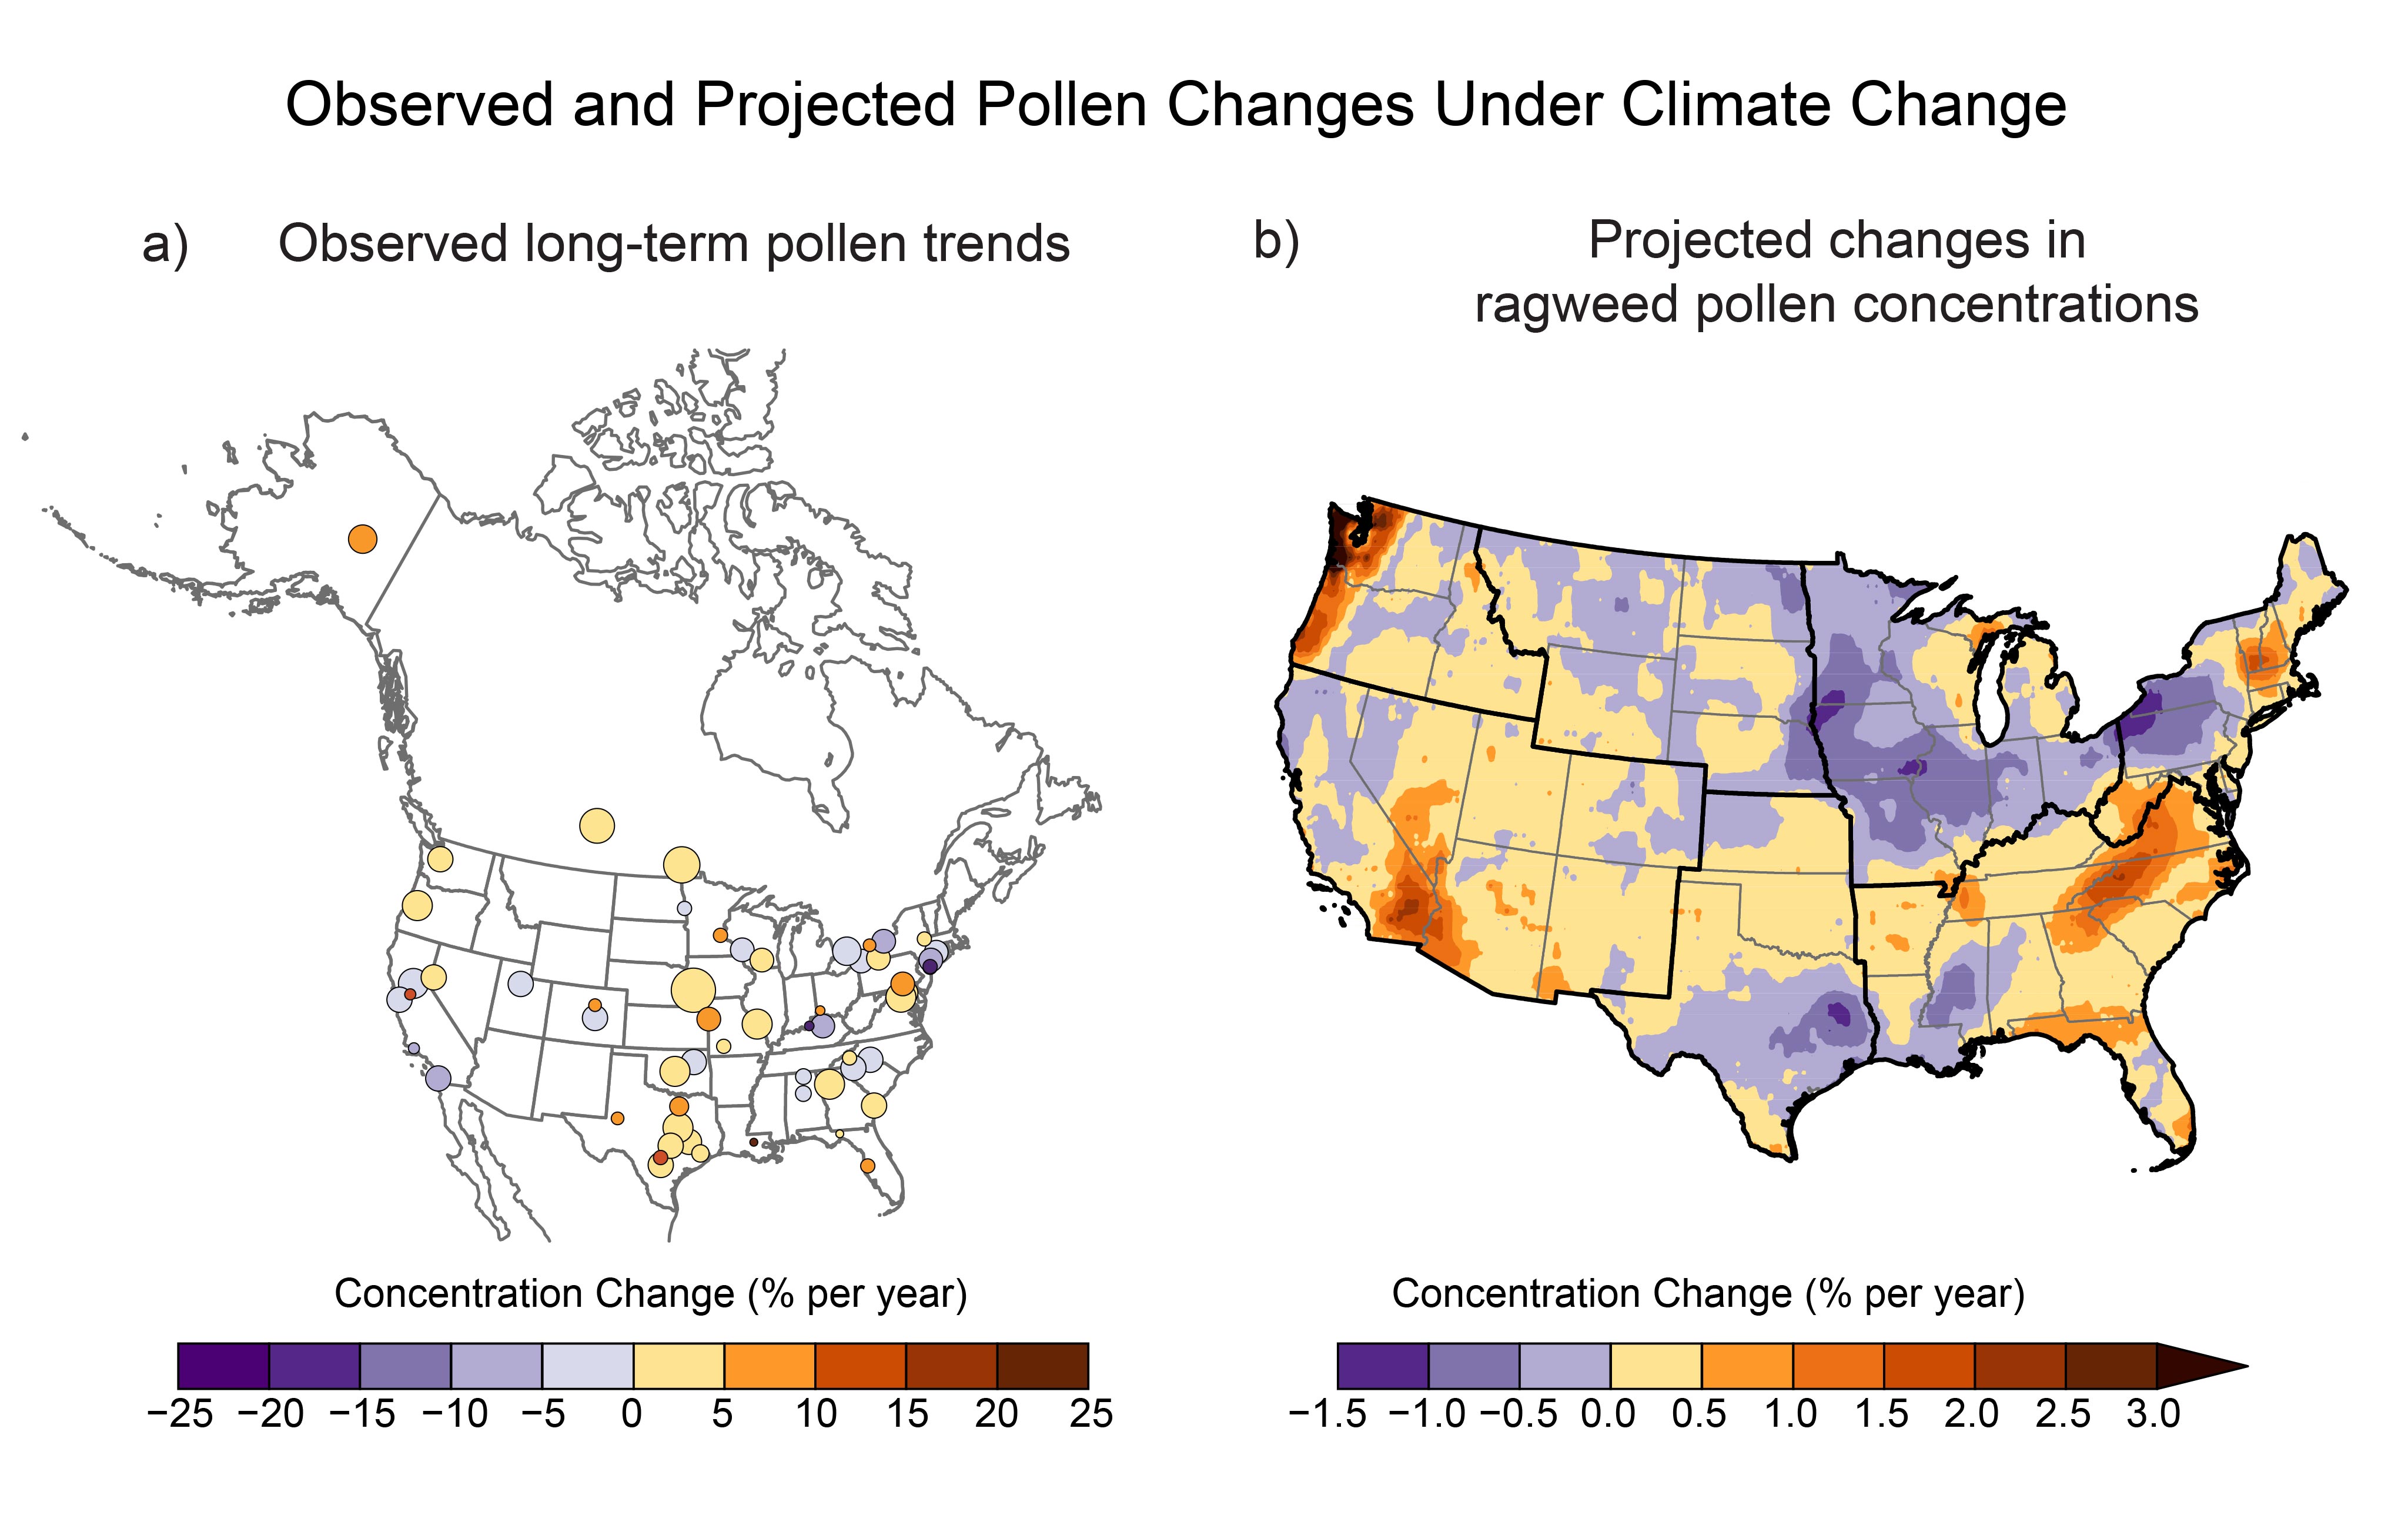 Observed and Projected Pollen Changes Under Climate Change
a) Observed long-term pollen trends
b) Projected changes in
ragweed pollen concentrations
Concentration Change (% per year)
−25 −20 −15 −10 −5 0 5 10 15 20 25
Concentration Change (% per year)
−1.5 −1.0 −0.5 0.0 0.5 1.0 1.5 2.0 2.5 3.0